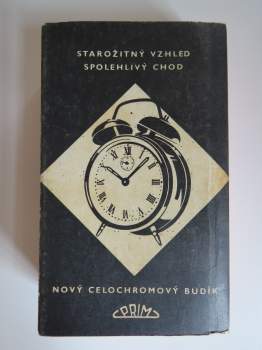 STAROŽITNÝ VZHLED
SPOLEHLIVÝ CHOD
NOVÝ CELOCHROMOVÝ BUDÍK
PRIM